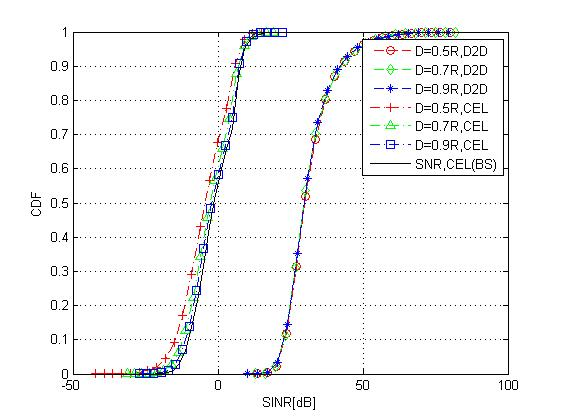 1
0.9
0.8
0.7
0.6
0.5
0.4
0.3
0.2
0.1
0
CDF
-50
0
50
100
SINR[dB]
D=0.5R,D2D
D=0.7R,D2D
D=0.9R,D2D
D=0.5R,CEL
D=0.7R,CEL
D=0.9R,CEL
SNR,CEL(BS)